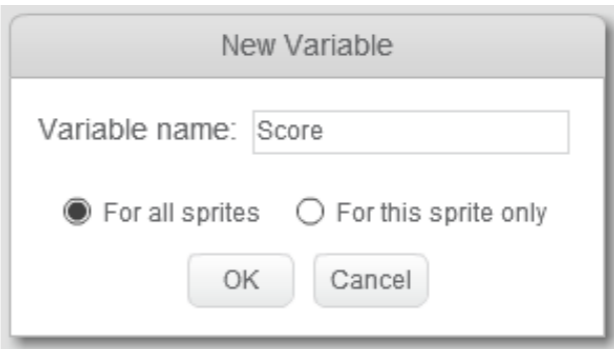 New Variable
Variable name: Score
For all sprites For this sprite only
OK Cancel